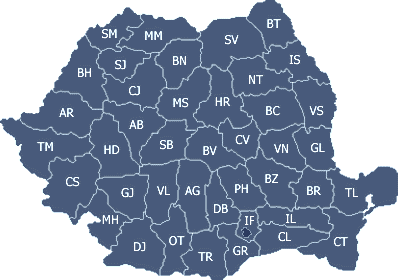 BT
SM MM SV
SJ BN IS
BH NT
CJ
MS HR
AR BC VS
AB
TM HD SB BV CV VN GL
CS GJ VL AG PH BZ BR TL
DB
MH IF IL
DJ OT TR GR CL CT